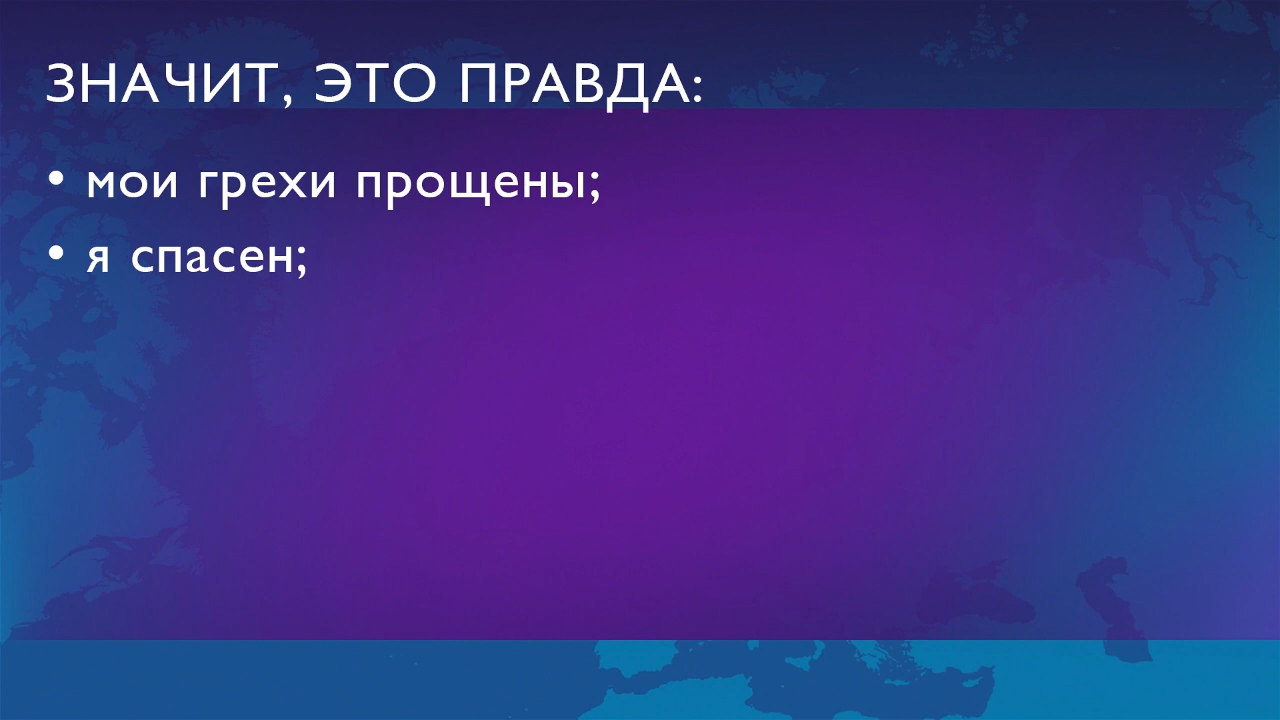 ЗНАЧИТ, ЭТО ПРАВДА:
• мои грехи прощены;
• я спасен;